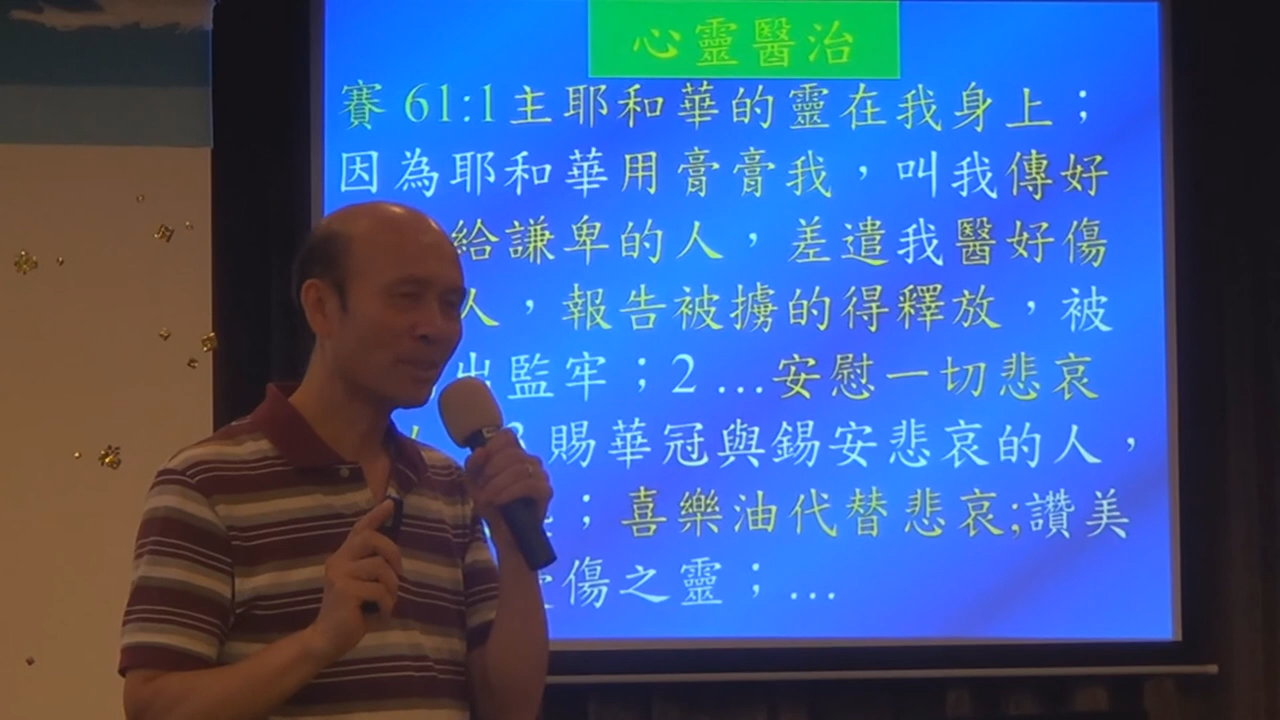 心靈醫治
賽 61:1主耶和華的靈在我身上；
因為耶和華用膏膏我，叫我傳好
給謙卑的人，差遣我醫好傷
人，報告被擄的得釋放，被
出監牢；2 …安慰一切悲哀
3 賜華冠與錫安悲哀的人，
；喜樂油代替悲哀;讚美
傷之靈；…